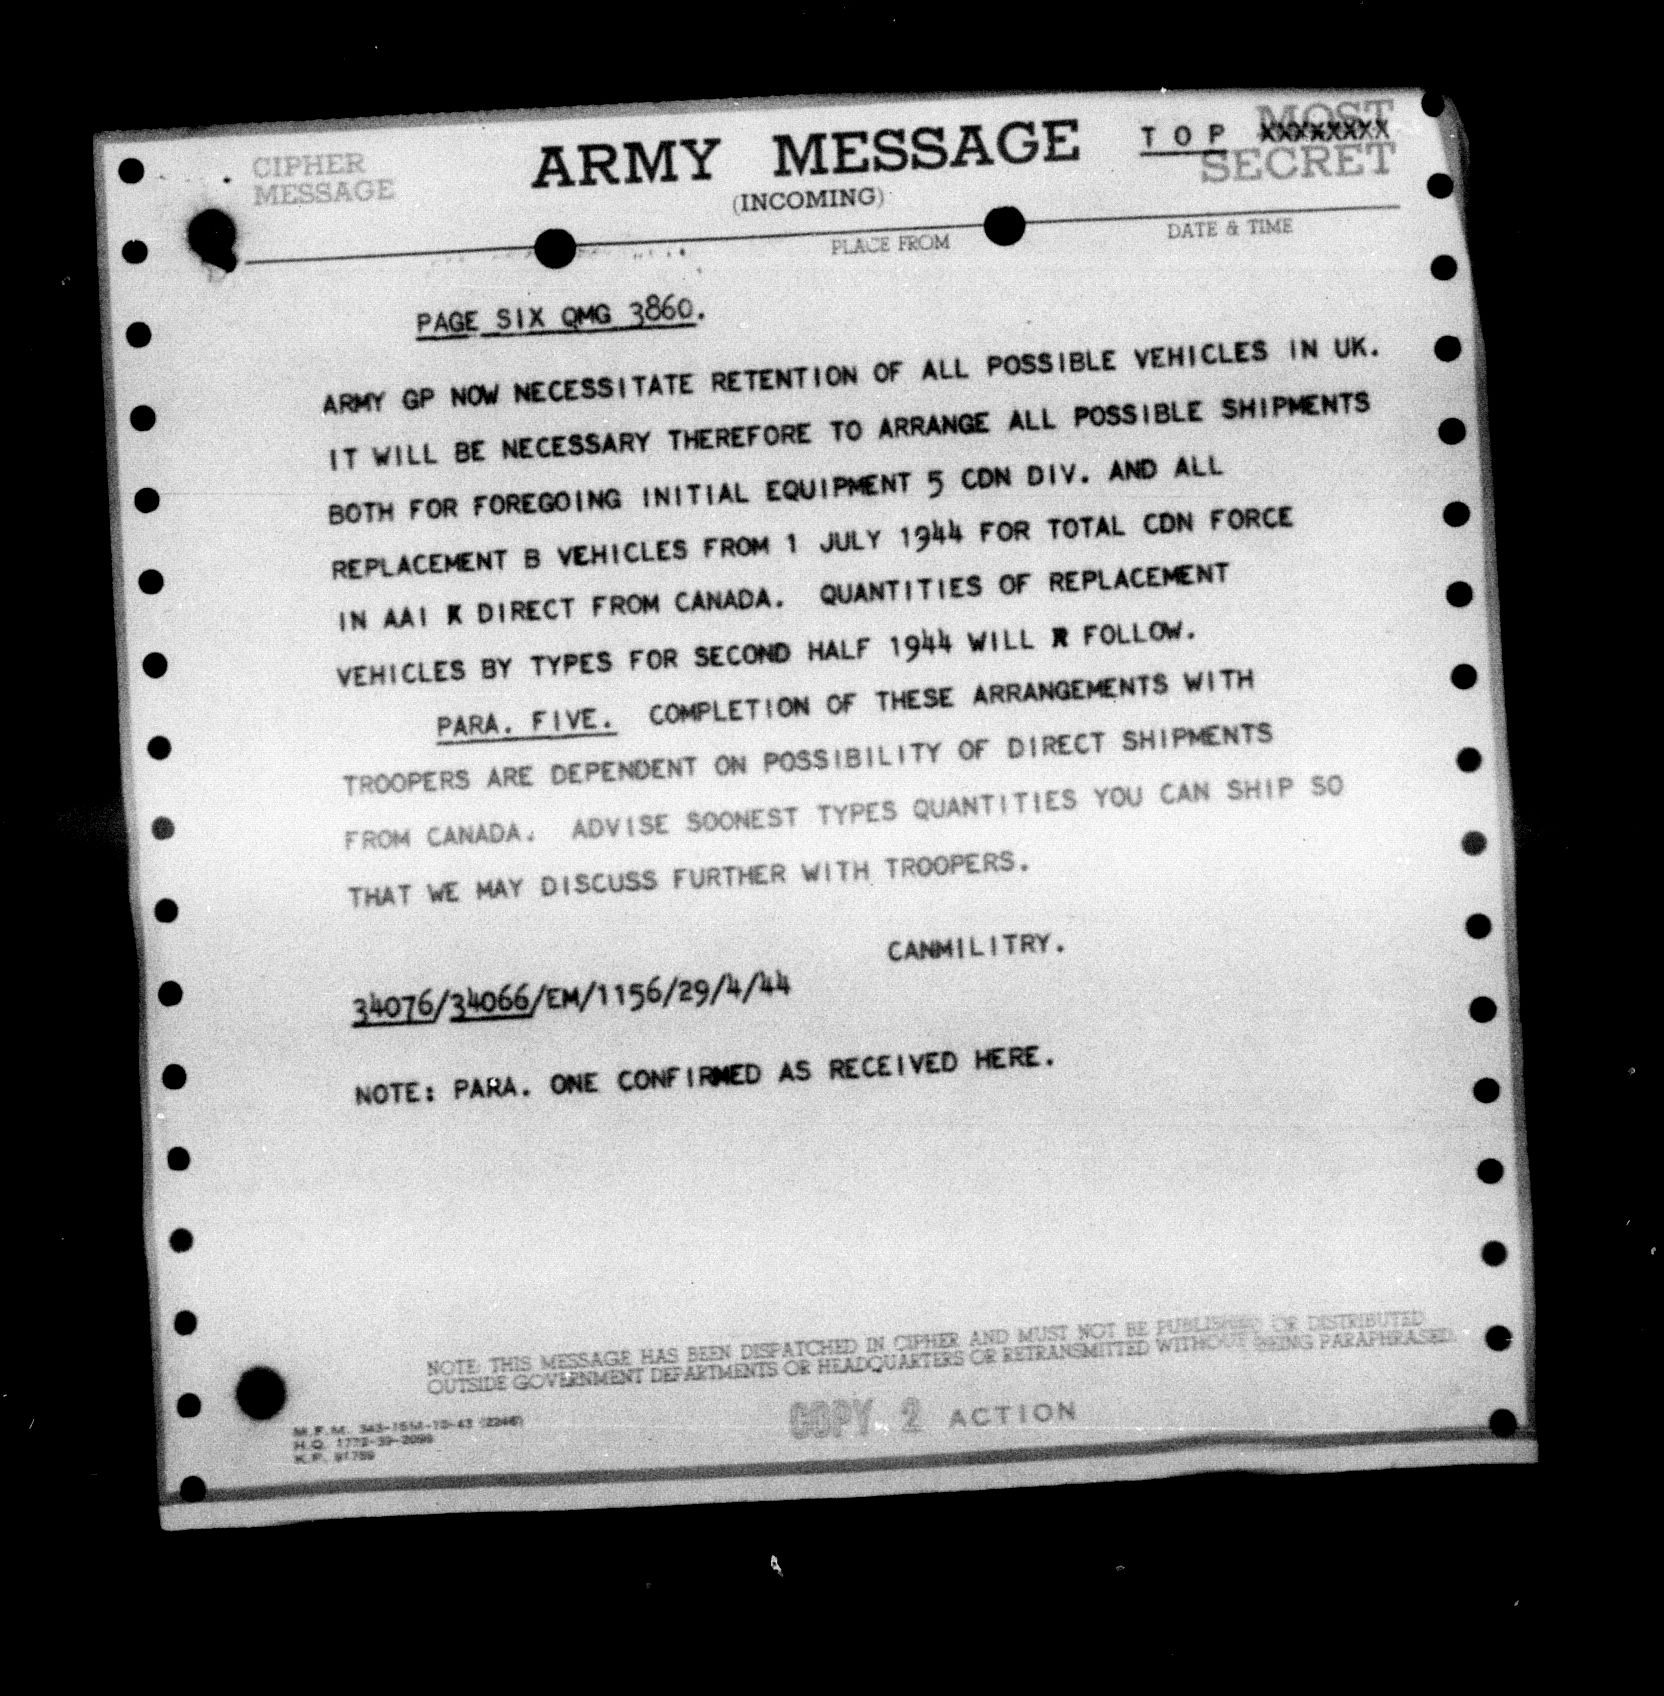 CIPHER
MESSAGE
ARMY MESSAGE
(INCOMING)
TOP MOST
SECRET
PLACE FROM
DATE & TIME
PAGE SIX QMG 3860.
ARMY GP NOW NECESSITATE RETENTION OF ALL POSSIBLE VEHICLES IN UK.
IT WILL BE NECESSARY THEREFORE TO ARRANGE ALL POSSIBLE SHIPMENTS
BOTH FOR FOREGOING INITIAL EQUIPMENT 5 CDN DIV. AND ALL
REPLACEMENT B VEHICLES FROM 1 JULY 1944 FOR TOTAL CDN FORCE
IN AAI DIRECT FROM CANADA. QUANTITIES OF REPLACEMENT
VEHICLES BY TYPES FOR SECOND HALF 1944 WILL FOLLOW.
PARA. FIVE. COMPLETION OF THESE ARRANGEMENTS WITH
TROOPERS ARE DEPENDENT ON POSSIBILITY OF DIRECT SHIPMENTS
FROM CANADA. ADVISE SOONEST TYPES QUANTITIES YOU CAN SHIP SO
THAT WE MAY DISCUSS FURTHER WITH TROOPERS.
CANMILITRY.
34076/34066/EM/1156/29/4/44
NOTE: PARA. ONE CONFIRMED AS RECEIVED HERE.
NOTE: THIS MESSAGE HAS BEEN DISPATCHED IN CIPHER AND MUST NOT BE PUBLISHED OR DISTRIBUTED
OUTSIDE GOVERNMENT DEPARTMENTS OR HEADQUARTERS OR RETRANSMITTED WITHOUT BEING PARAPHRASED.
COPY 2 ACTION
M.F.M.
H.Q. 1772-39-2098
K.P. 91759